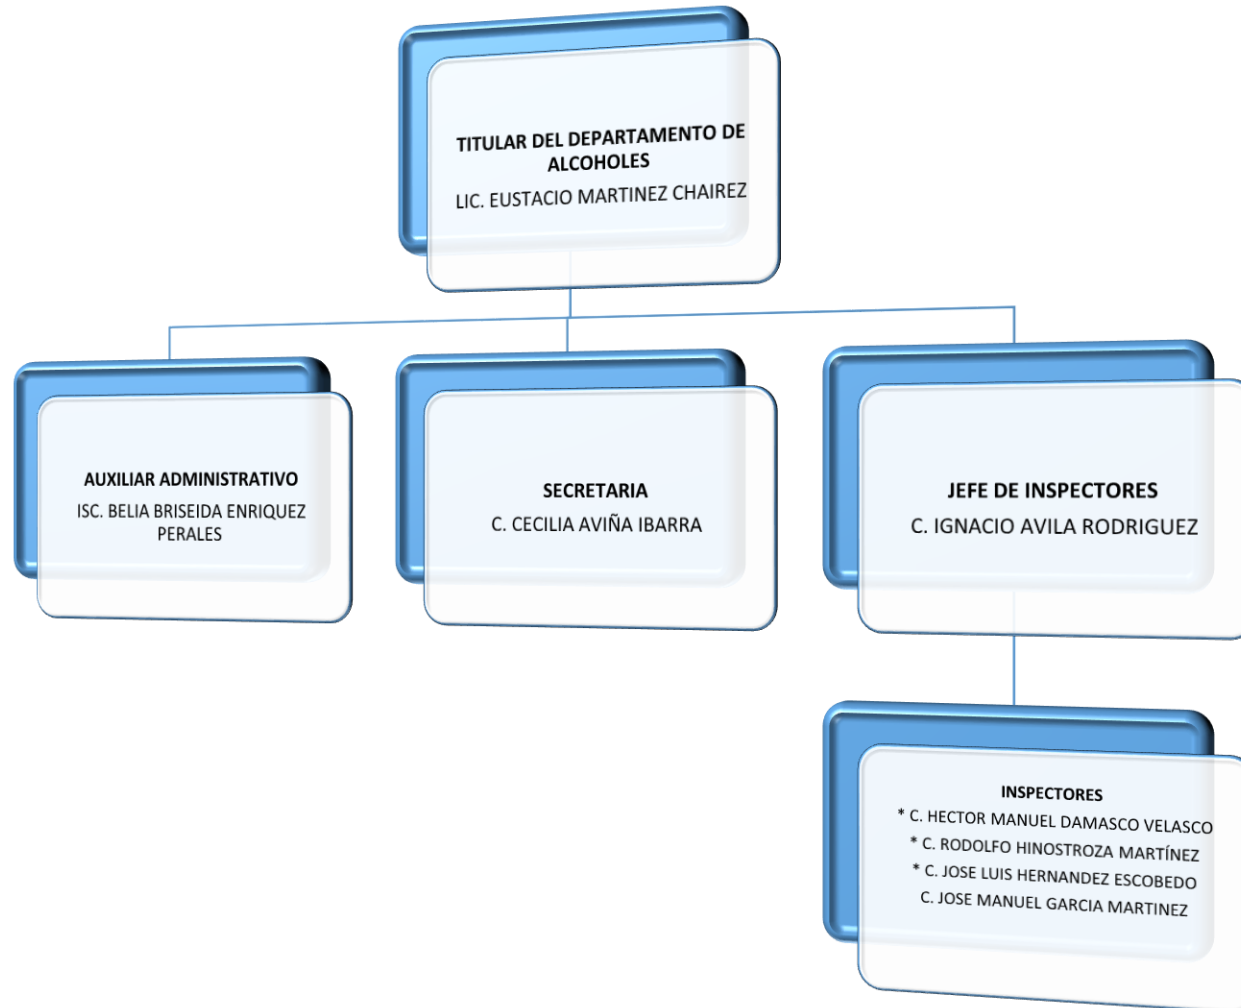 TITULAR DEL DEPARTAMENTO DE
ALCOHOLES
LIC. EUSTACIO MARTINEZ CHAIREZ
AUXILIAR ADMINISTRATIVO
ISC. BELIA BRISEIDA ENRIQUEZ
PERALES
SECRETARIA
C. CECILIA AVIÑA IBARRA
JEFE DE INSPECTORES
C. IGNACIO AVILA RODRIGUEZ
INSPECTORES
* C. HECTOR MANUEL DAMASCO VELASCO
* C. RODOLFO HINOSTROZA MARTÍNEZ
* C. JOSE LUIS HERNANDEZ ESCOBEDO
C. JOSE MANUEL GARCIA MARTINEZ